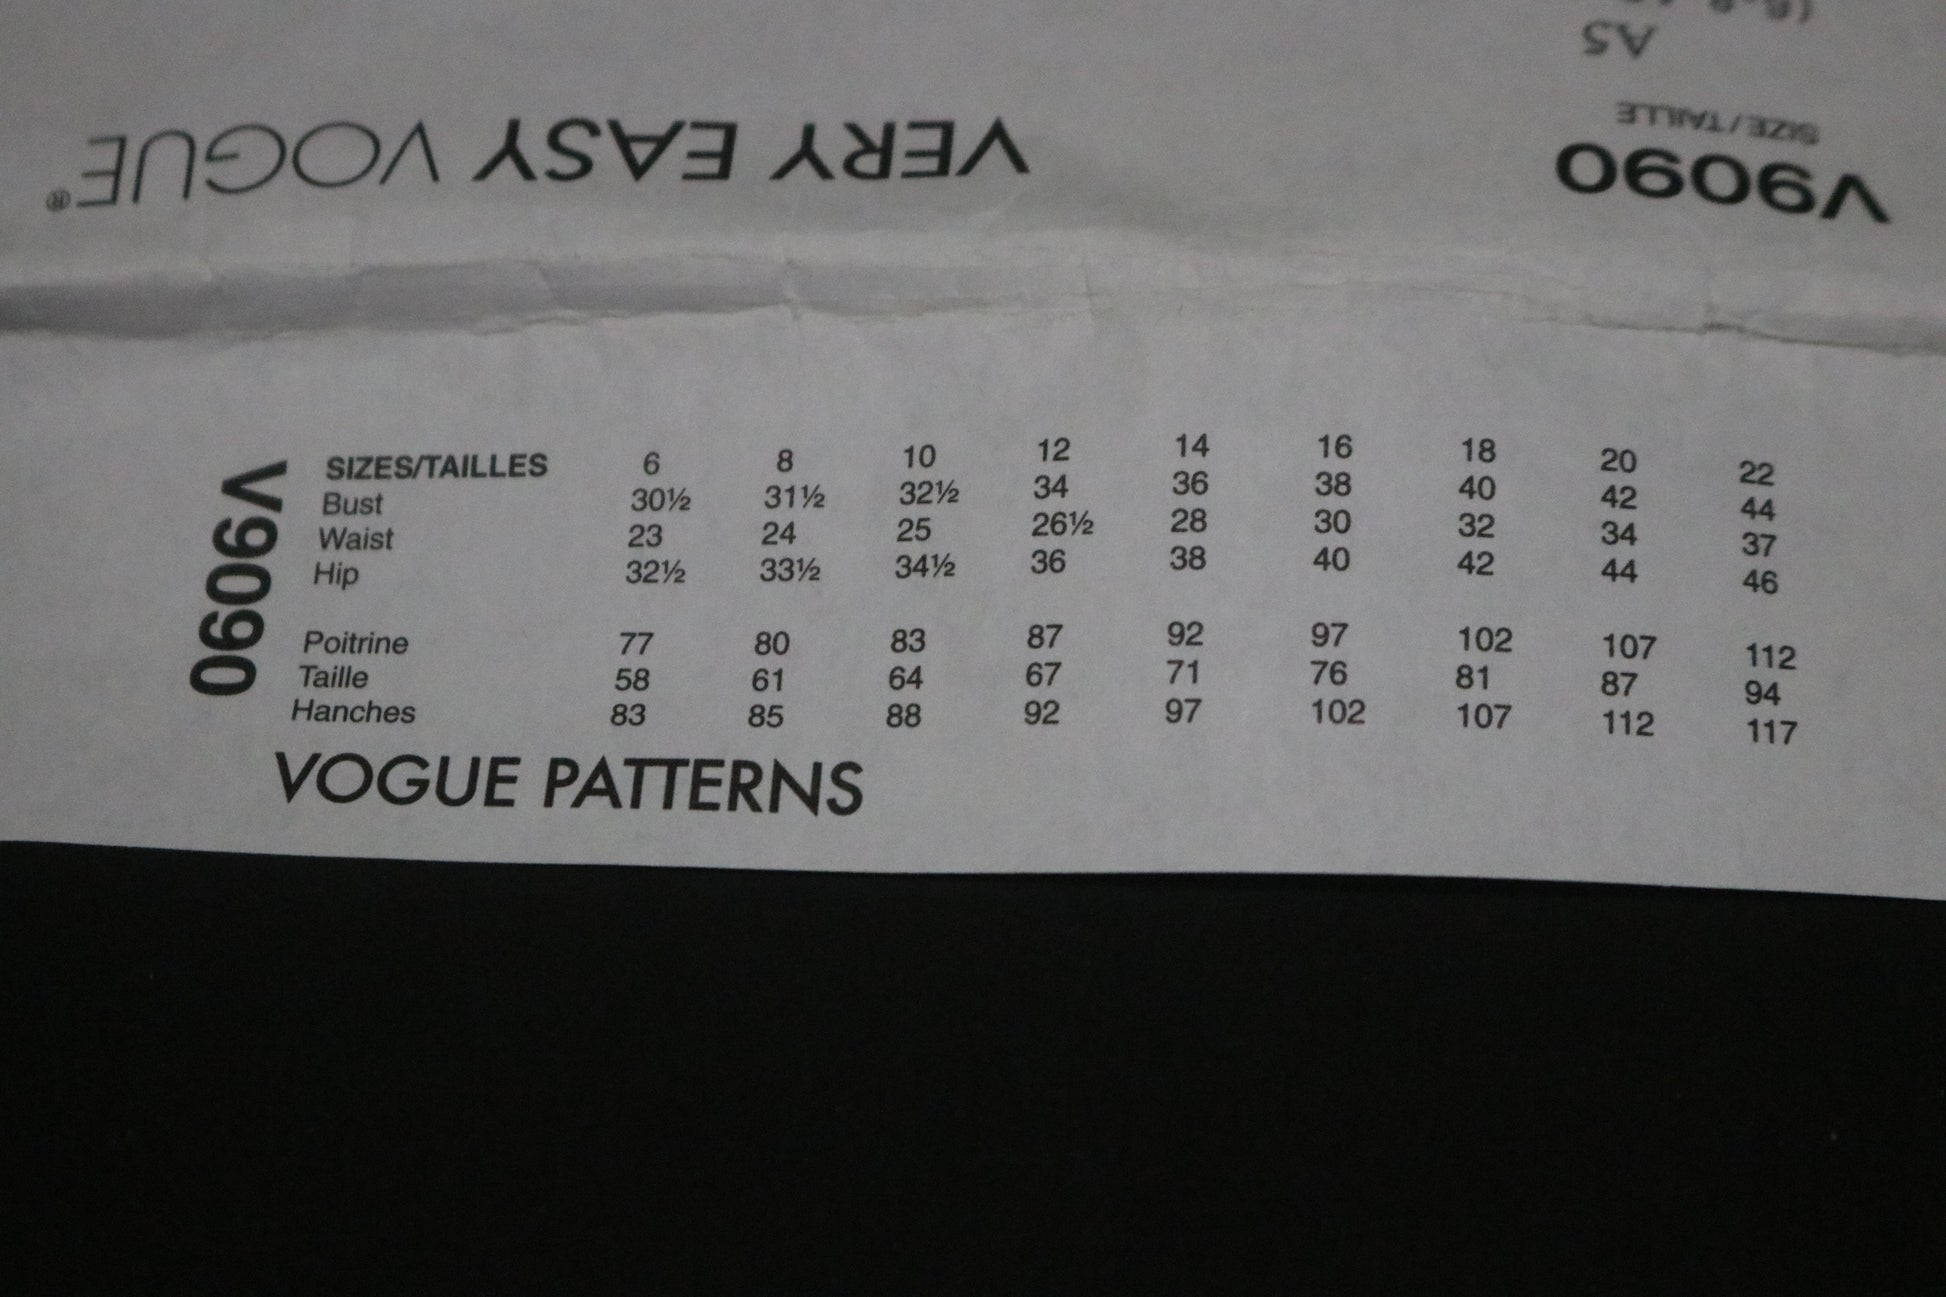 A5
SIZE/TAILLE
V9090
VERY EASY VOGUE®
V9090
SIZES/TAILLES 6 8 10 12 14 16 18 20 22
Bust 30½ 31½ 32½ 34 36 38 40 42 44
Waist 23 24 25 26½ 28 30 32 34 37
Hip 32½ 33½ 34½ 36 38 40 42 44 46
Poitrine 77 80 83 87 92 97 102 107 112
Taille 58 61 64 67 71 76 81 87 94
Hanches 83 85 88 92 97 102 107 112 117
VOGUE PATTERNS